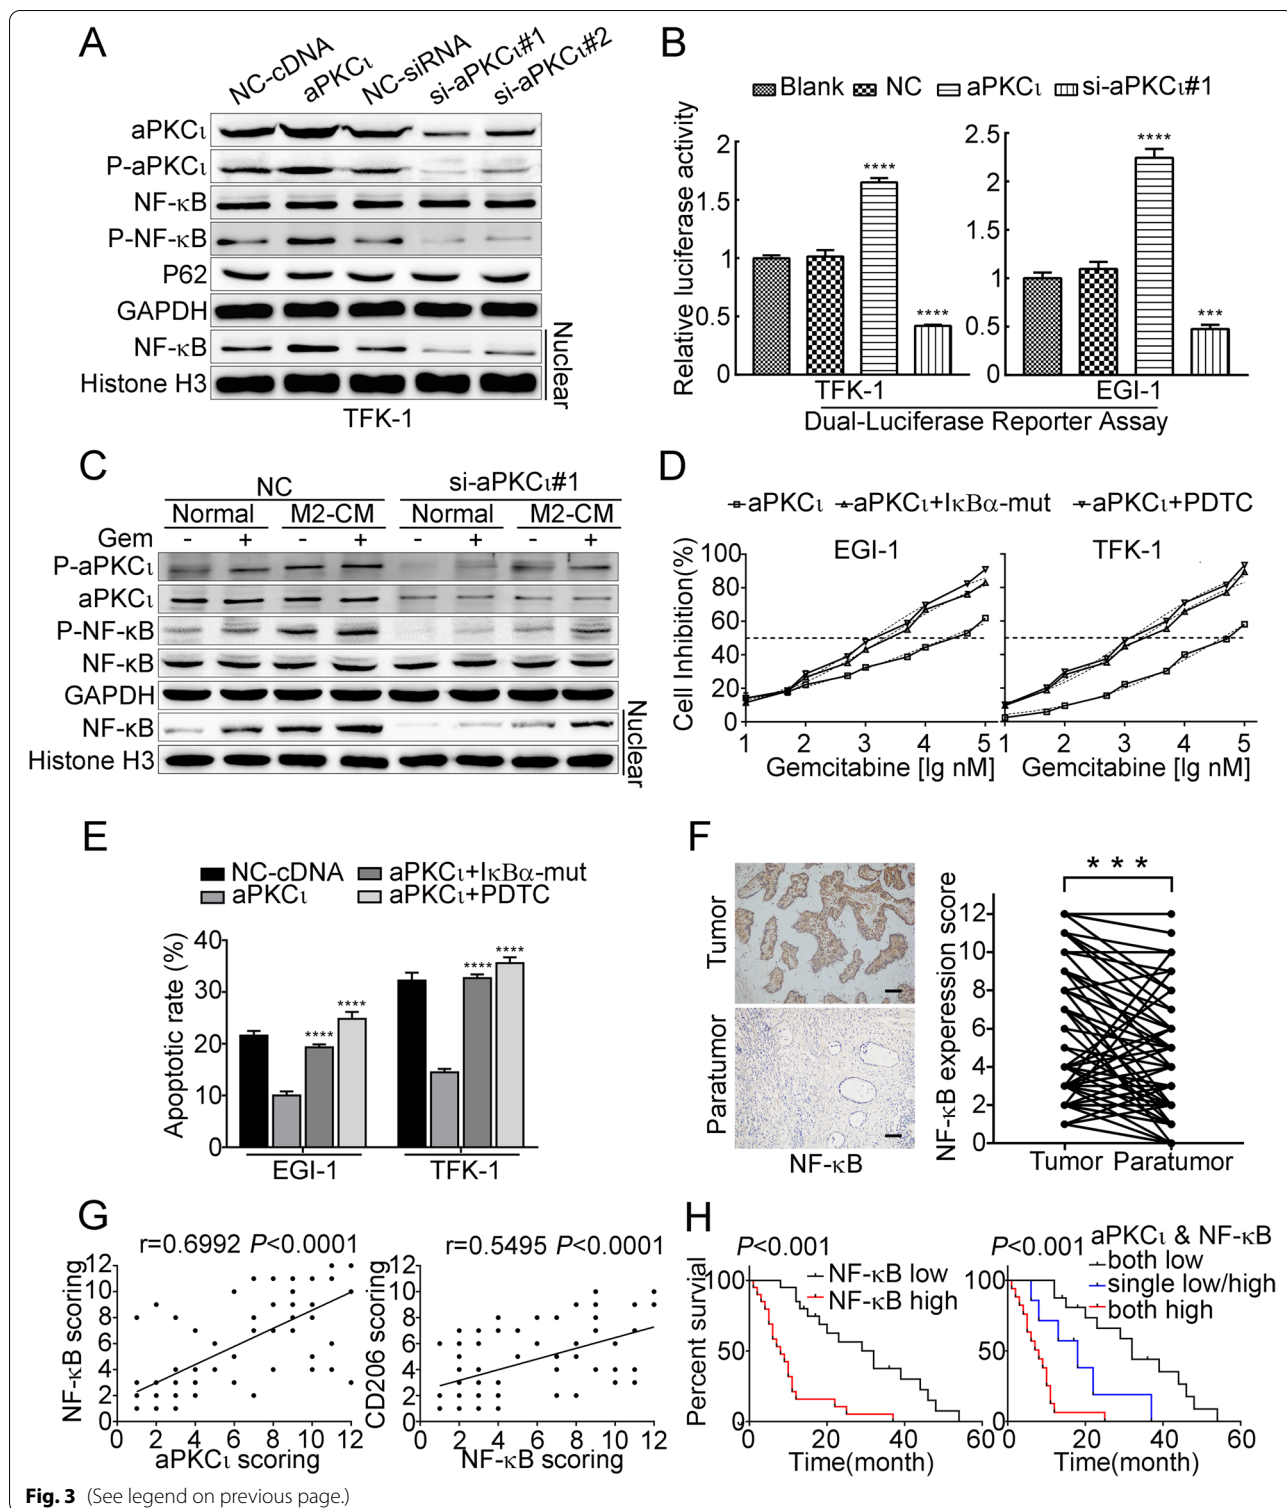 A
NC-cDNA
aPKCι
NC-siRNA
si-aPKCι#1
si-aPKCι#2
aPKCι
P-aPKCι
NF-κB
P-NF-κB
P62
GAPDH
NF-κB
Histone H3
Nuclear
TFK-1
B
Blank NC aPKCι si-aPKCι#1
Relative luciferase activity
2
1.5
1
0.5
0
****
****
TFK-1
2.5
2
1.5
1
0.5
0
****
***
EGI-1
Dual-Luciferase Reporter Assay
C
NC si-aPKCι#1
Normal M2-CM Normal M2-CM
Gem - + - + - + - +
P-aPKCι
aPKCι
P-NF-κB
NF-κB
GAPDH
NF-κB
Histone H3
Nuclear
D
aPKCι aPKCι+IκBα-mut aPKCι+PDTC
EGI-1 TFK-1
Cell Inhibition(%)
100
80
60
40
20
0
1 2 3 4 5 1 2 3 4 5
Gemcitabine [lg nM] Gemcitabine [lg nM]
E
NC-cDNA aPKCι+IκBα-mut
aPKCι aPKCι+PDTC
Apoptotic rate (%)
40
30
20
10
0
**** **** **** ****
EGI-1 TFK-1
F
Tumor
Paratumor
NF-κB
***
NF-κB experession score
12
10
8
6
4
2
0
Tumor Paratumor
G
r=0.6992 P<0.0001
NF-κB scoring
12
10
8
6
4
2
0
0 2 4 6 8 10 12
aPKCι scoring
r=0.5495 P<0.0001
CD206 scoring
12
10
8
6
4
2
0
0 2 4 6 8 10 12
NF-κB scoring
H
P<0.001
NF-κB low
NF-κB high
Percent survival
100
50
0
0 20 40 60
Time(month)
P<0.001
aPKCι & NF-κB
both low
single low/high
both high
100
50
0
0 20 40 60
Time(month)
Fig. 3 (See legend on previous page.)